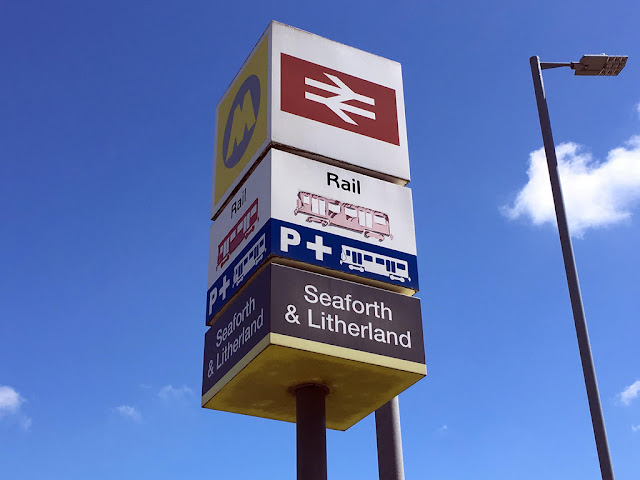 M
Rail
P+
Seaforth
& Litherland
Rail
P+
Seaforth
& Litherland